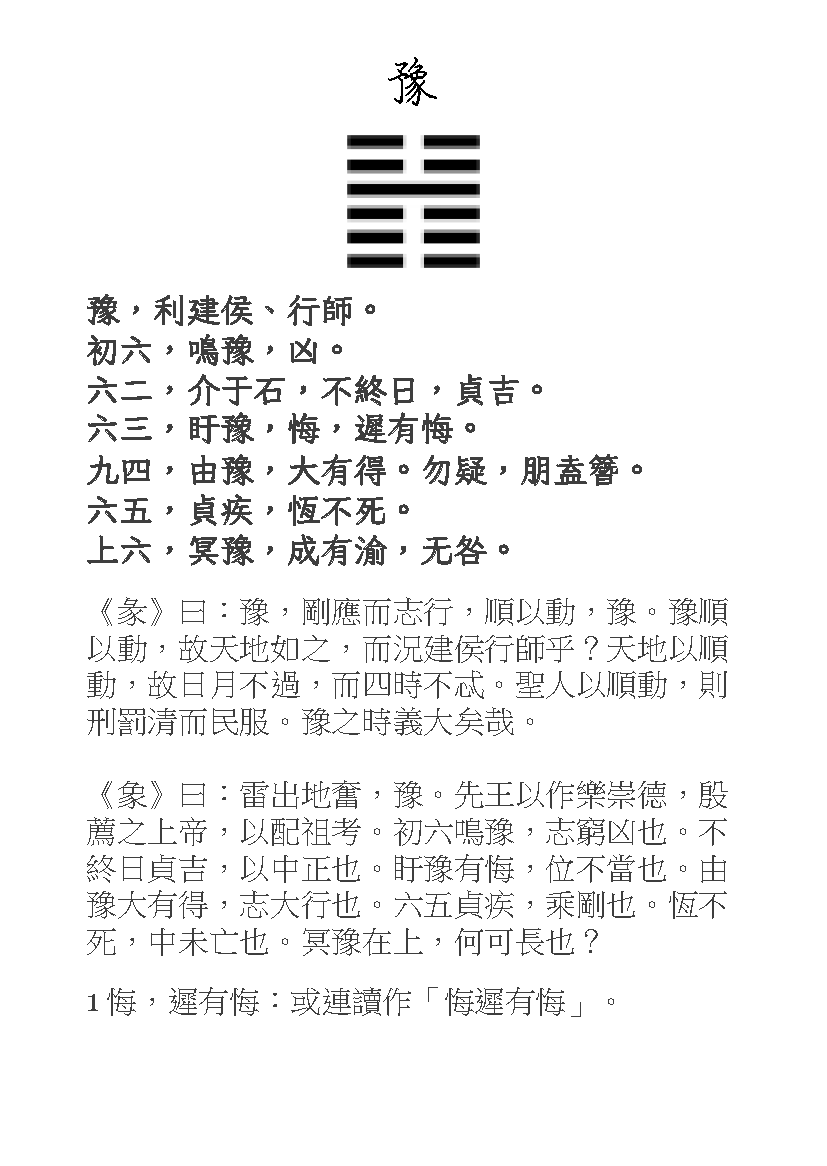 豫
豫，利建侯、行師。
初六，鳴豫，凶。
六二，介于石，不終日，貞吉。
六三，盱豫，悔，遲有悔。
九四，由豫，大有得。勿疑，朋盍簪。
六五，貞疾，恆不死。
上六，冥豫，成有渝，无咎。
《彖》曰：豫，剛應而志行，順以動，豫。豫順
以動，故天地如之，而況建侯行師乎？天地以順
動，故日月不過，而四時不忒。聖人以順動，則
刑罰清而民服。豫之時義大矣哉。
《象》曰：雷出地奮，豫。先王以作樂崇德，殷
薦之上帝，以配祖考。初六鳴豫，志窮凶也。不
終日貞吉，以中正也。盱豫有悔，位不當也。由
豫大有得，志大行也。六五貞疾，乘剛也。恆不
死，中未亡也。冥豫在上，何可長也？
1 悔，遲有悔：或連讀作「悔遲有悔」。